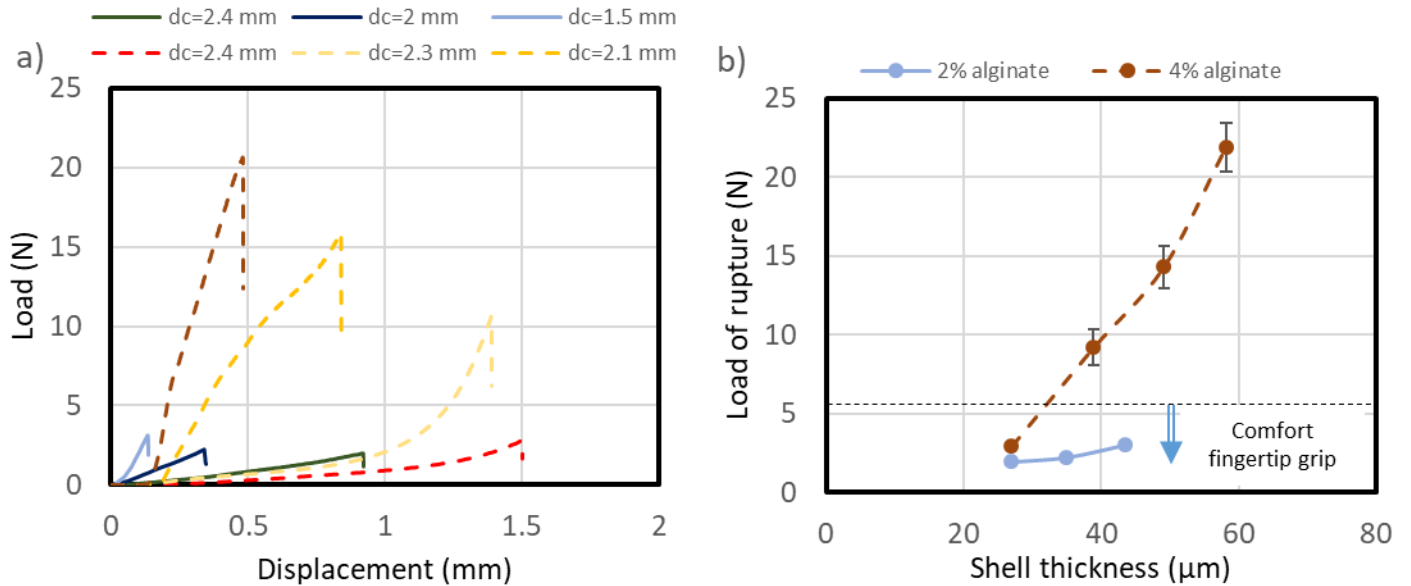 dc=2.4 mm dc=2 mm dc=1.5 mm
dc=2.4 mm dc=2.3 mm dc=2.1 mm
a)
25
20
15
10
5
0
Load (N)
0 0.5 1 1.5 2
Displacement (mm)
b)
2% alginate 4% alginate
25
20
15
10
5
0
Load of rupture (N)
Comfort
fingertip grip
0 20 40 60 80
Shell thickness (μm)